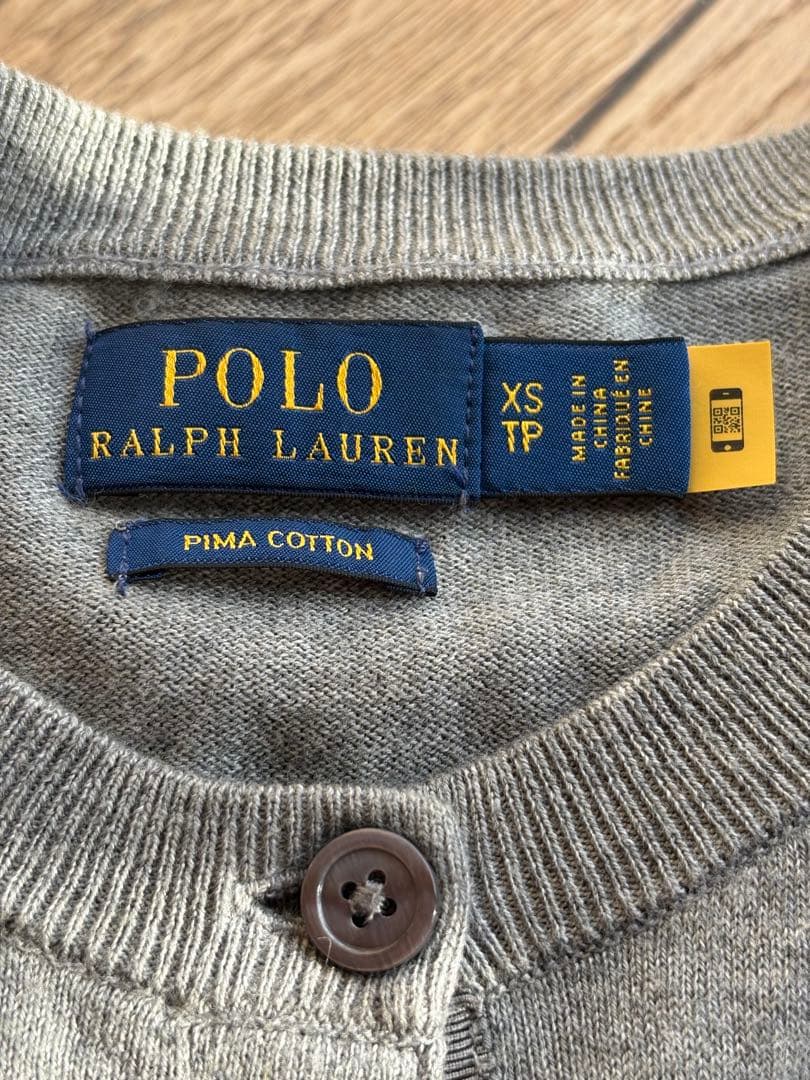 POLO
RALPH LAUREN
XS
TP
MADE IN
CHINA
FABRIQUÉ EN
CHINE
PIMA COTTON